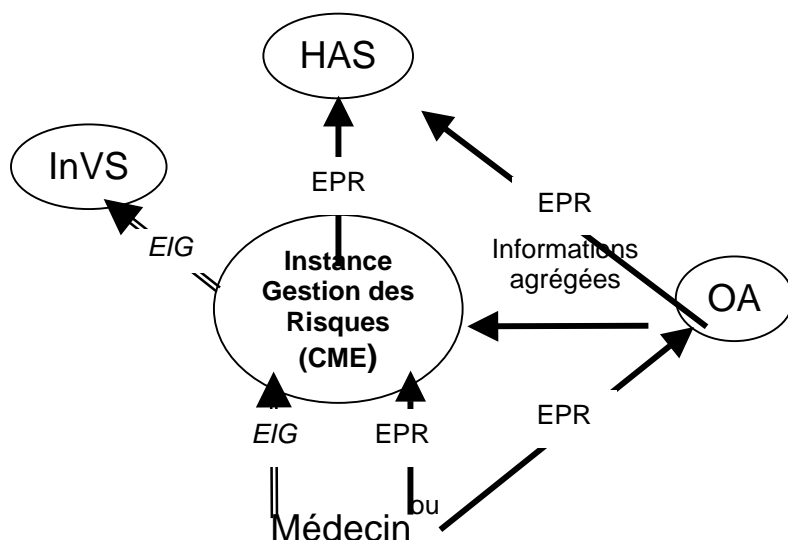 HAS
InVS
EPR
EPR
EIG
Informations
agrégées
Instance
Gestion des
Risques
(CME)
OA
EIG
EPR
EPR
ou
Médecin